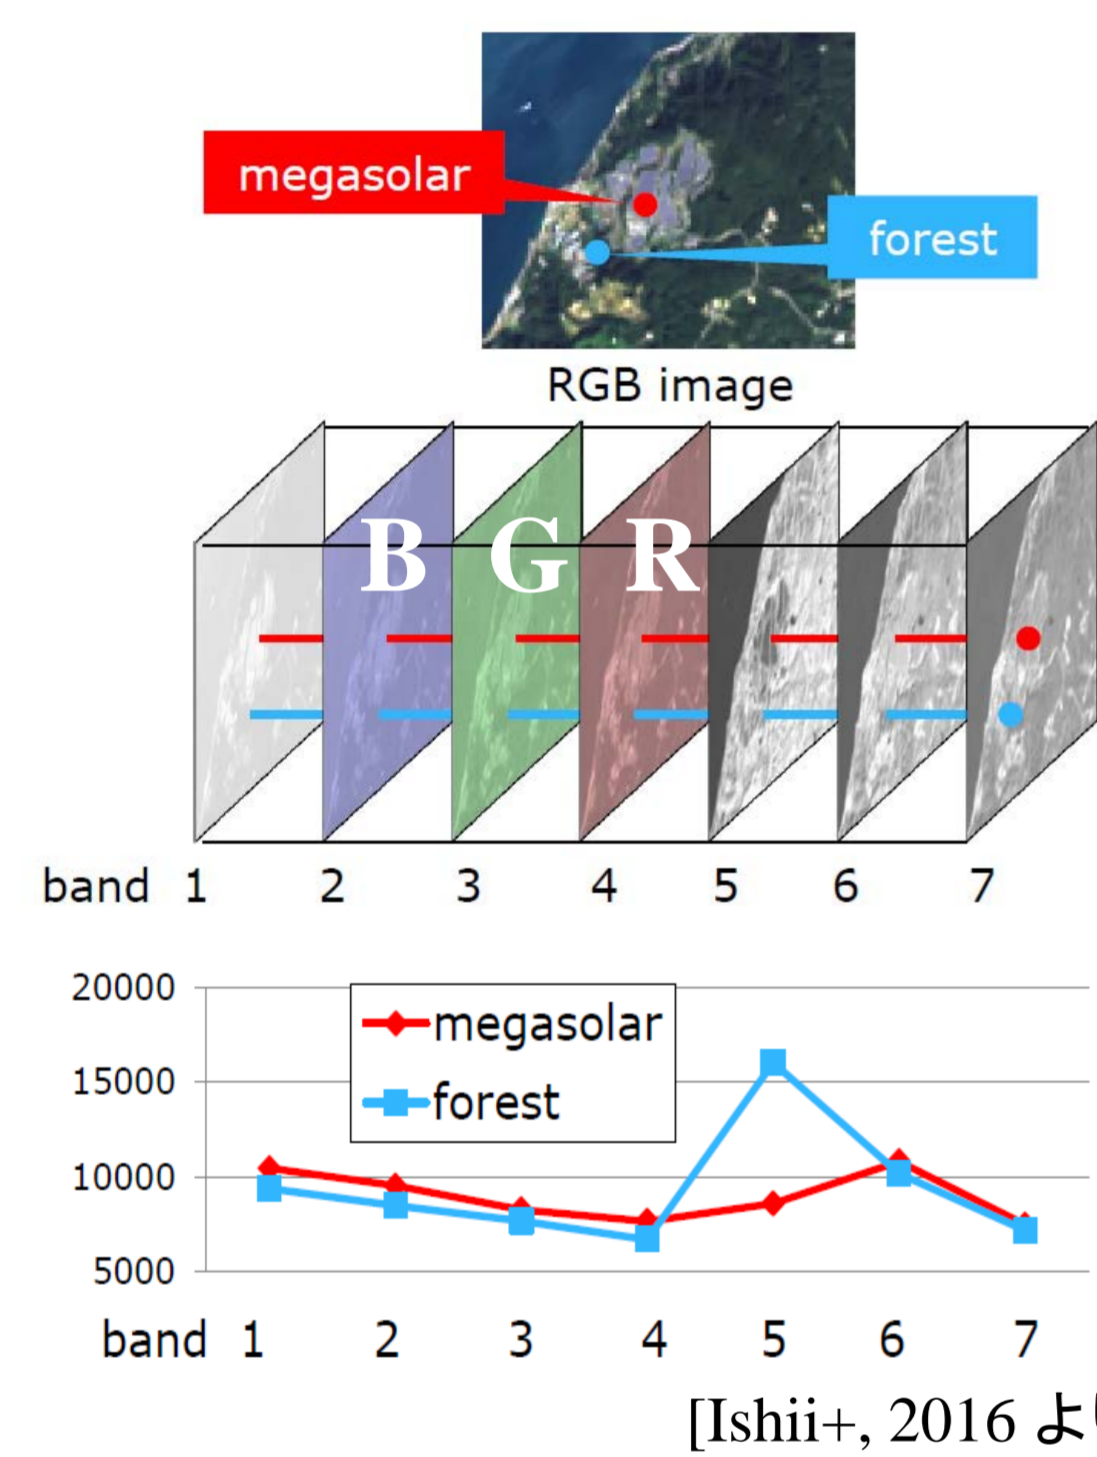 megasolar
forest
RGB image
B G R
band 1 2 3 4 5 6 7
20000
15000
10000
5000
megasolar
forest
band 1 2 3 4 5 6 7
[Ishii+, 2016 よ